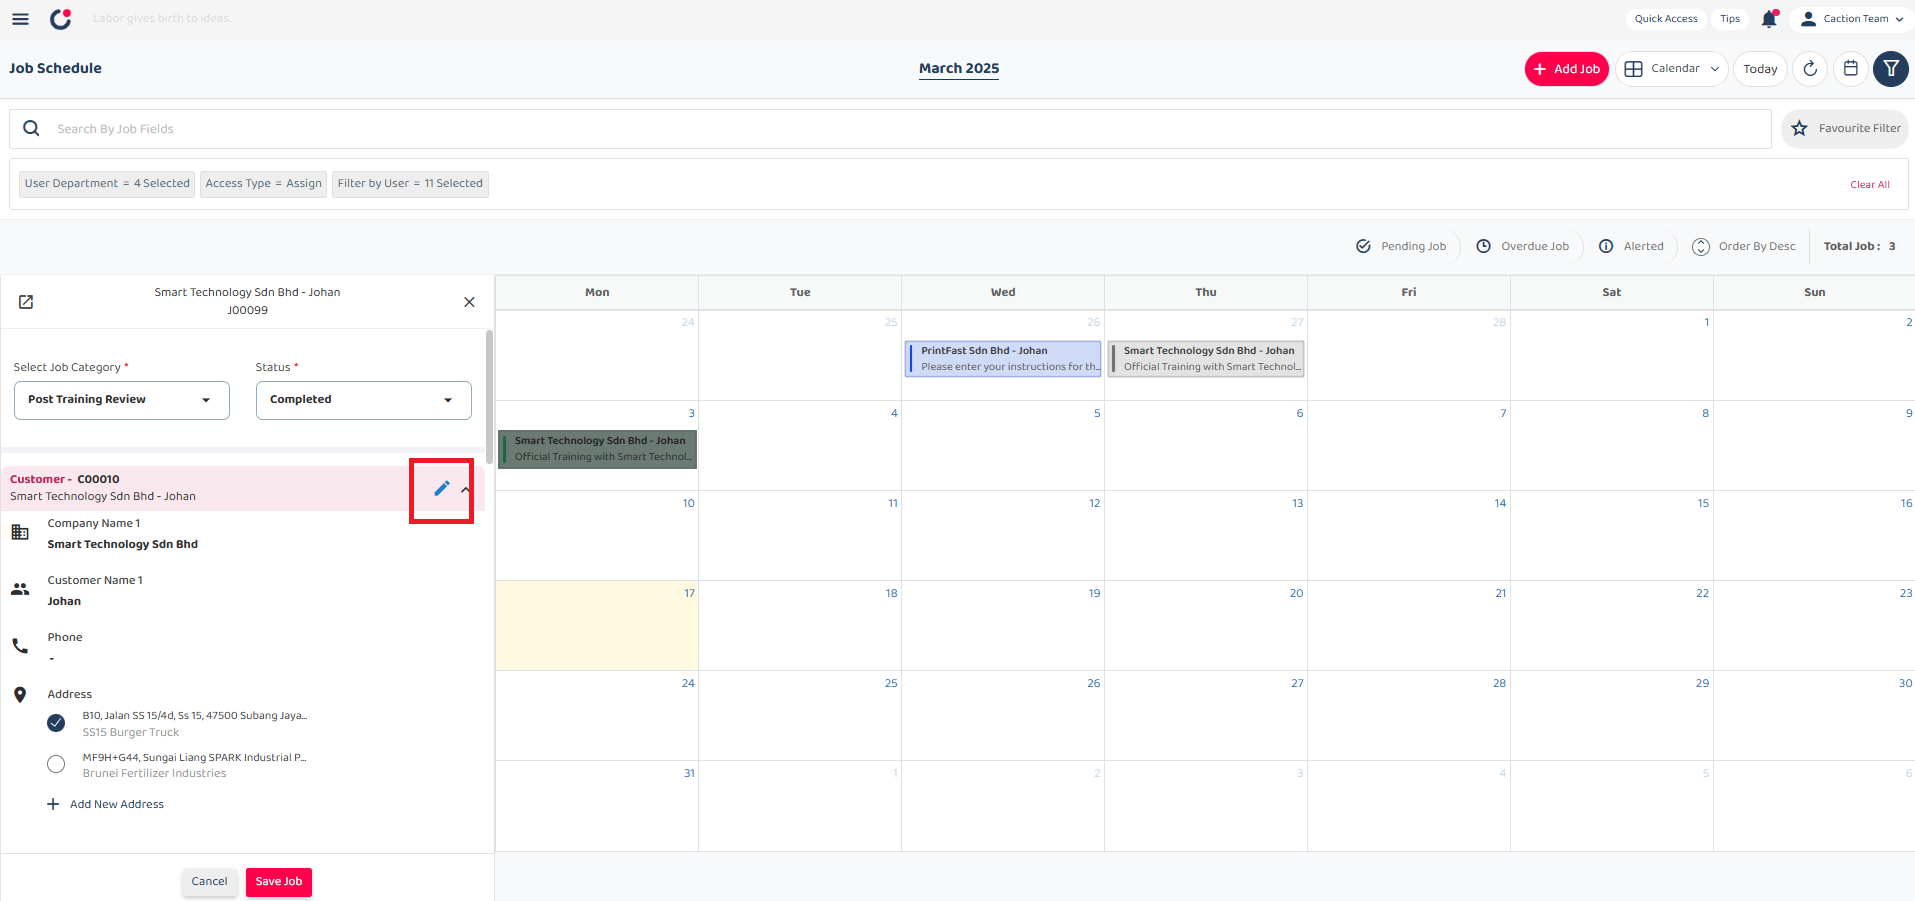 Labor gives birth to ideas.
Quick Access
Tips
Caction Team
Job Schedule
March 2025
+ Add Job
Calendar
Today
Search By Job Fields
Favourite Filter
User Department = 4 Selected
Access Type = Assign
Filter by User = 11 Selected
Clear All
Pending Job
Overdue Job
Alerted
Order By Desc
Total Job : 3
Smart Technology Sdn Bhd - Johan
J00099
Select Job Category *
Status *
Post Training Review
Completed
Customer - C00010
Smart Technology Sdn Bhd - Johan
Company Name 1
Smart Technology Sdn Bhd
Customer Name 1
Johan
Phone
-
Address
B10, Jalan SS 15/4d, Ss 15, 47500 Subang Jaya...
SS15 Burger Truck
MF9H+G44, Sungai Liang SPARK Industrial P...
Brunei Fertilizer Industries
+ Add New Address
Cancel
Save Job
Mon Tue Wed Thu Fri Sat Sun
24 25 26 27 28 1 2
PrintFast Sdn Bhd - Johan
Please enter your instructions for th...
Smart Technology Sdn Bhd - Johan
Official Training with Smart Technol...
3 4 5 6 7 8 9
Smart Technology Sdn Bhd - Johan
Official Training with Smart Technol...
10 11 12 13 14 15 16
17 18 19 20 21 22 23
24 25 26 27 28 29 30
31 1 2 3 4 5 6